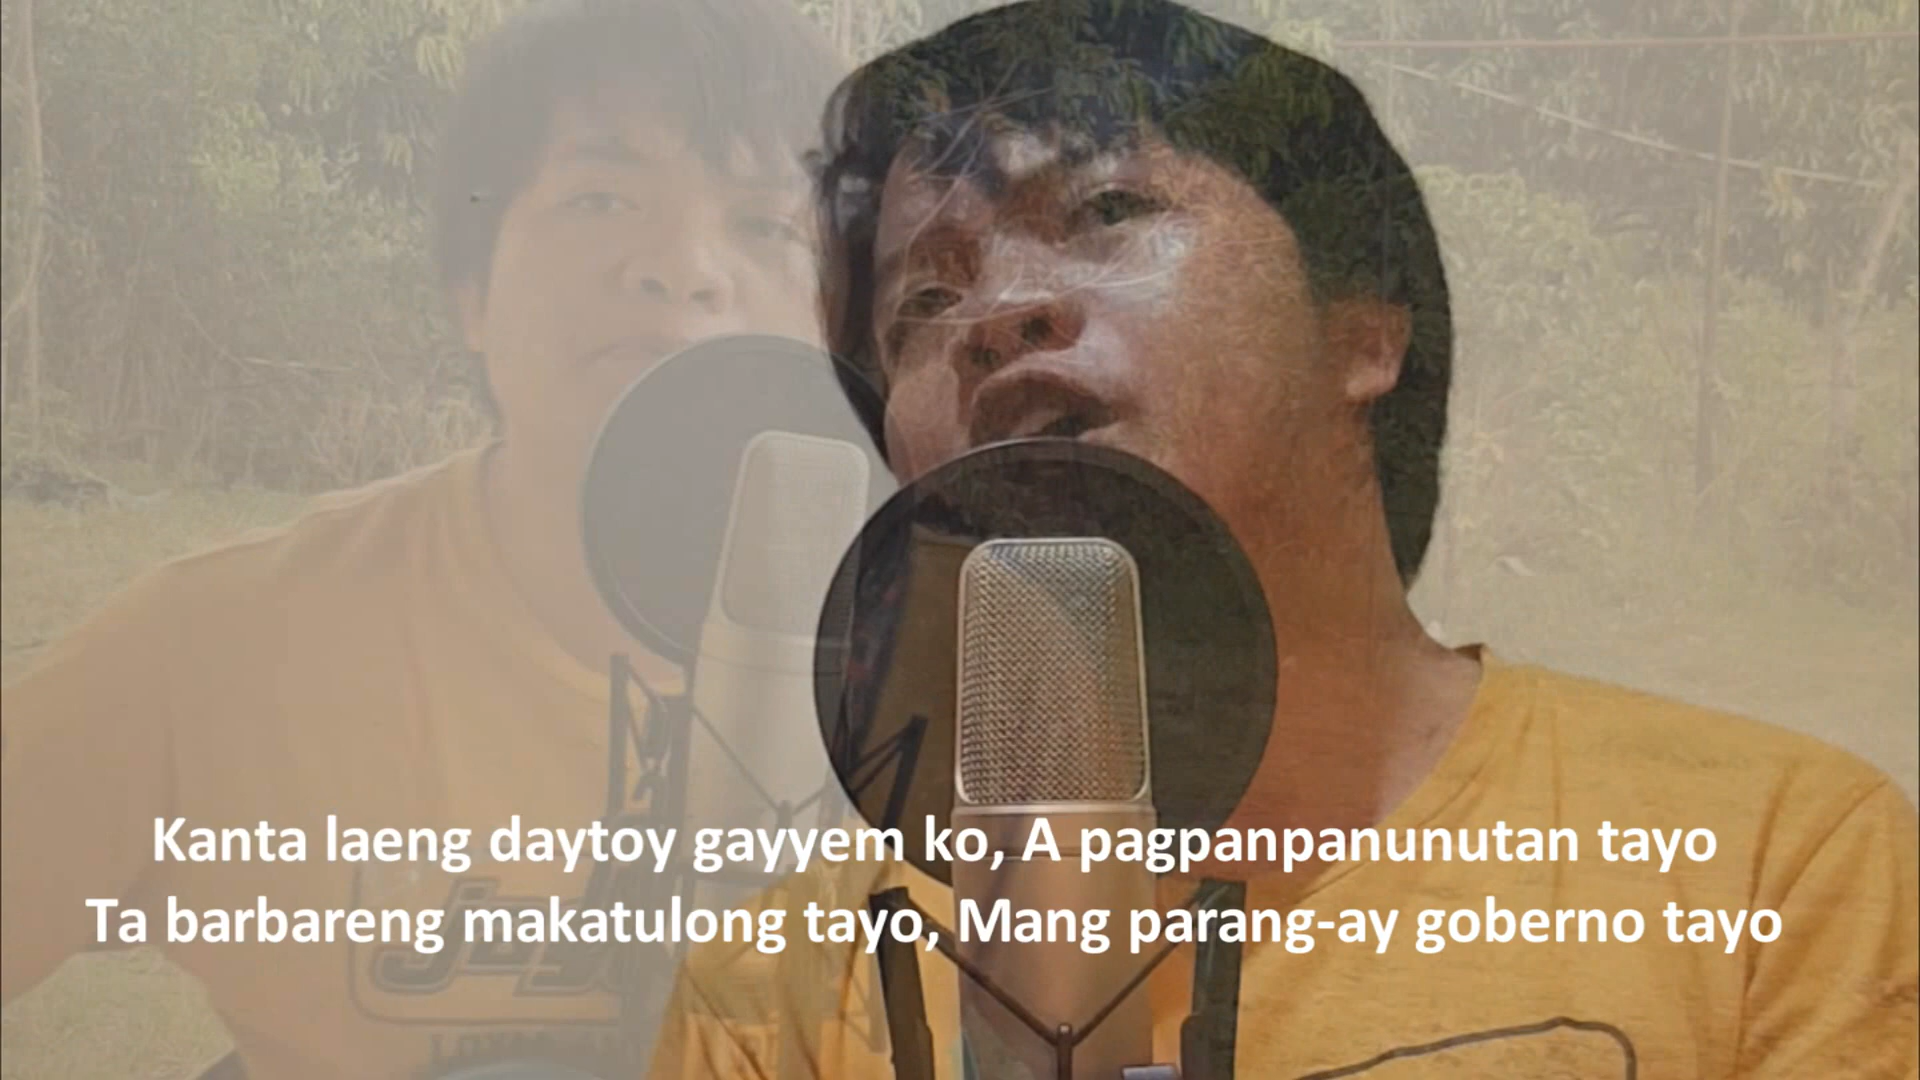 Kanta laeng daytoy gayyem ko, A pagpanpanunutan tayo
Ta barbareng makatulong tayo, Mang parang-ay goberno tayo